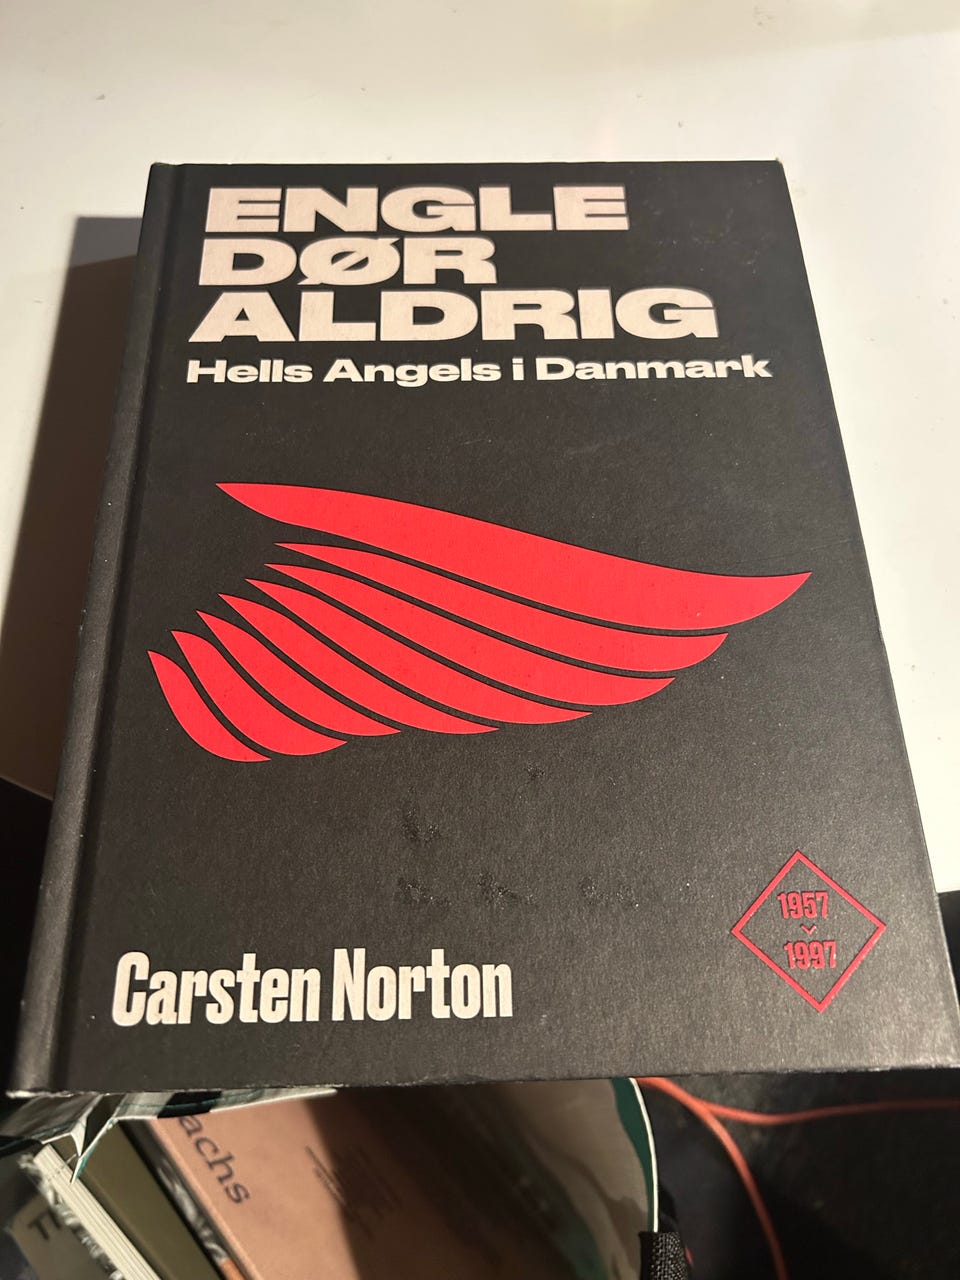 ENGLE
DØR
ALDRIG
Hells Angels i Danmark
1957
1997
Carsten Norton
achs
F